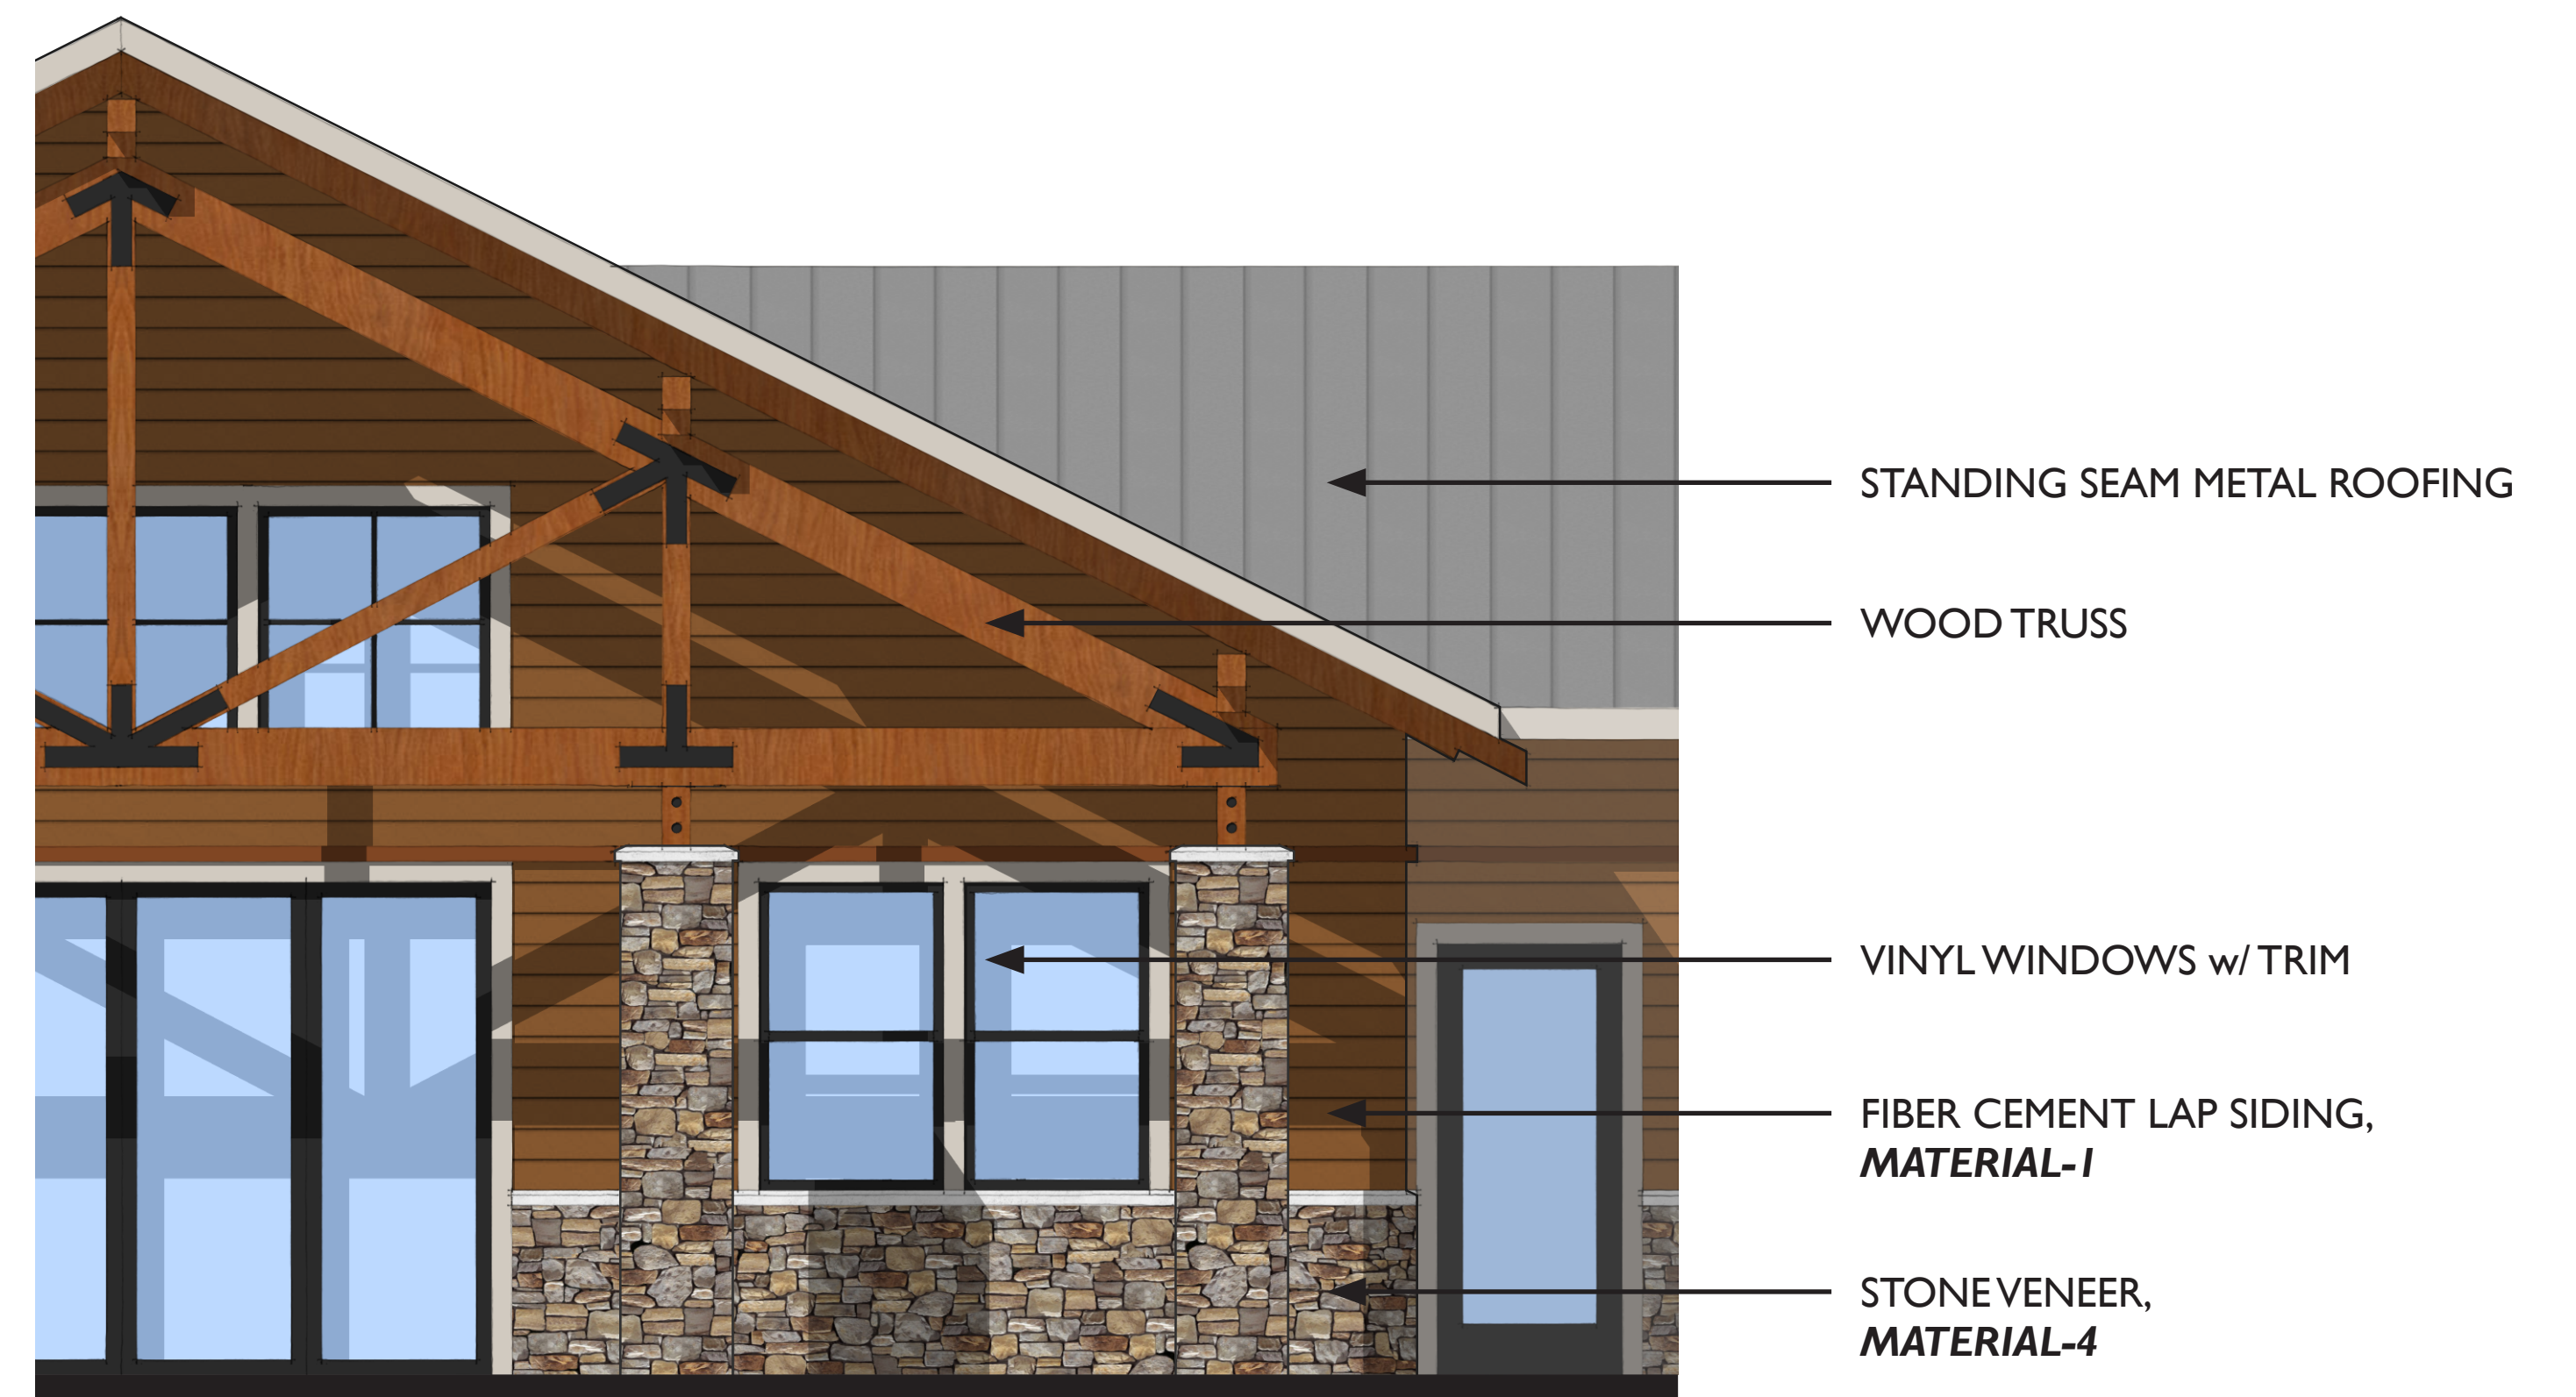 STANDING SEAM METAL ROOFING
WOOD TRUSS
VINYL WINDOWS w/ TRIM
FIBER CEMENT LAP SIDING,
MATERIAL-1
STONE VENEER,
MATERIAL-4